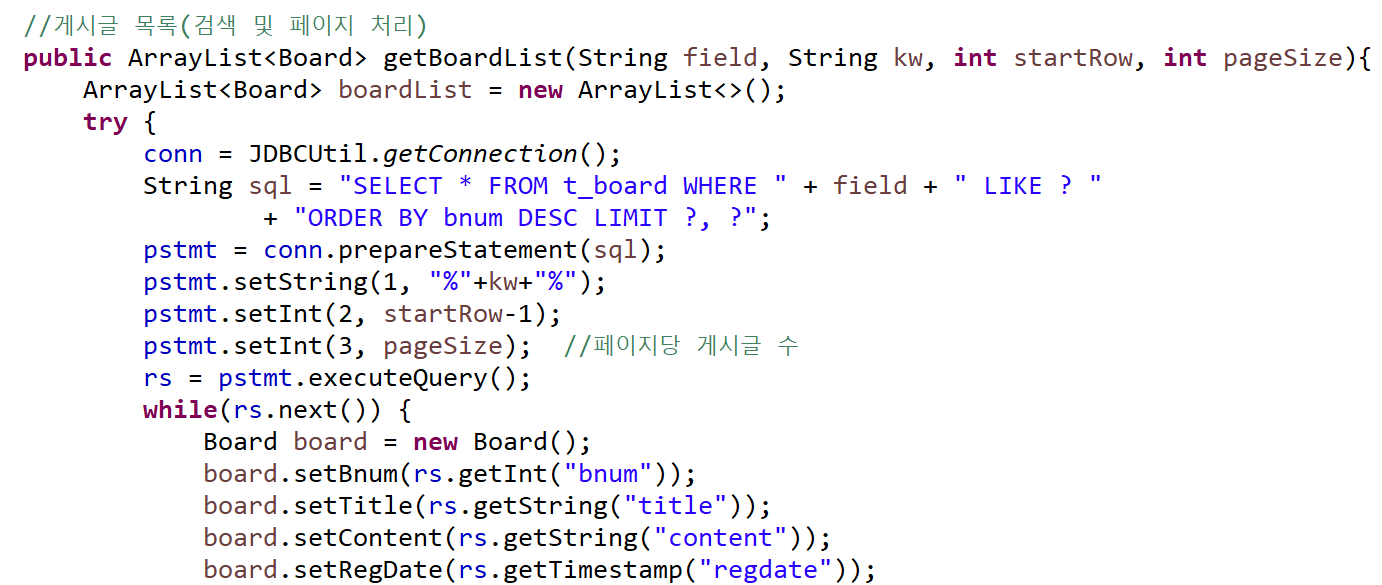 //게시글 목록(검색 및 페이지 처리)
public ArrayList<Board> getBoardList(String field, String kw, int startRow, int pageSize){
    ArrayList<Board> boardList = new ArrayList<>();
    try {
        conn = JDBCUtil.getConnection();
        String sql = "SELECT * FROM t_board WHERE " + field + " LIKE ? "
                + "ORDER BY bnum DESC LIMIT ?, ?";
        pstmt = conn.prepareStatement(sql);
        pstmt.setString(1, "%"+kw+"%");
        pstmt.setInt(2, startRow-1);
        pstmt.setInt(3, pageSize);  //페이지당 게시글 수
        rs = pstmt.executeQuery();
        while(rs.next()) {
            Board board = new Board();
            board.setBnum(rs.getInt("bnum"));
            board.setTitle(rs.getString("title"));
            board.setContent(rs.getString("content"));
            board.setRegDate(rs.getTimestamp("regdate"));